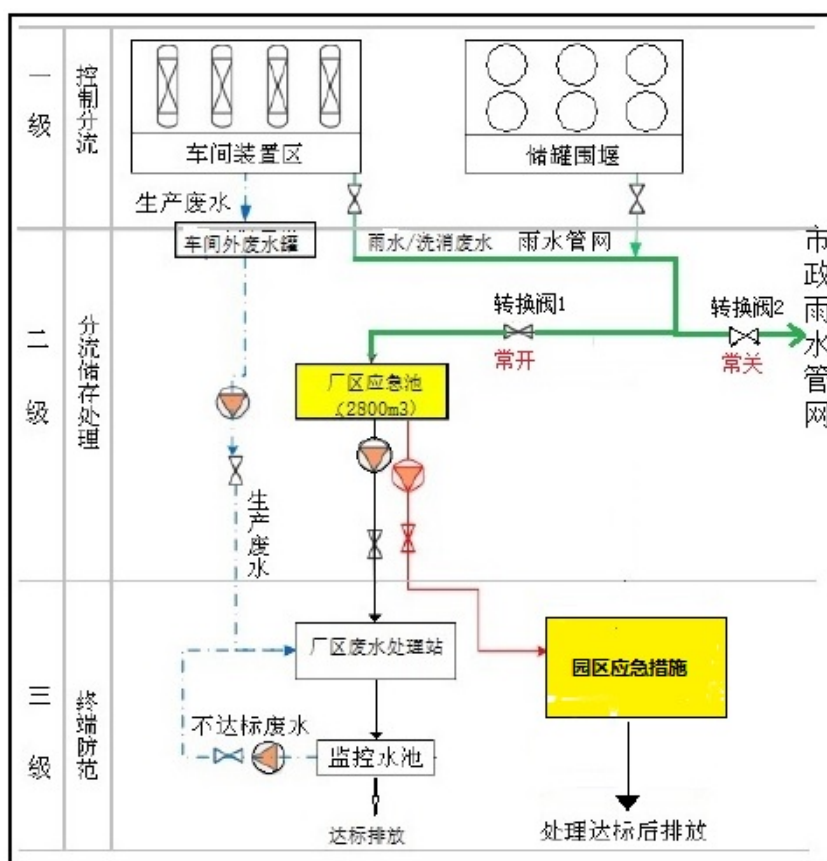 一级
控制分流
车间装置区
储罐围堰
生产废水
车间外废水罐
雨水/洗消废水
雨水管网
市政雨水管网
二级
分流储存处理
转换阀1
常开
转换阀2
常关
厂区应急池
(2800m3)
生产废水
三级
终端防范
厂区废水处理站
园区应急措施
不达标废水
监控水池
达标排放
处理达标后排放